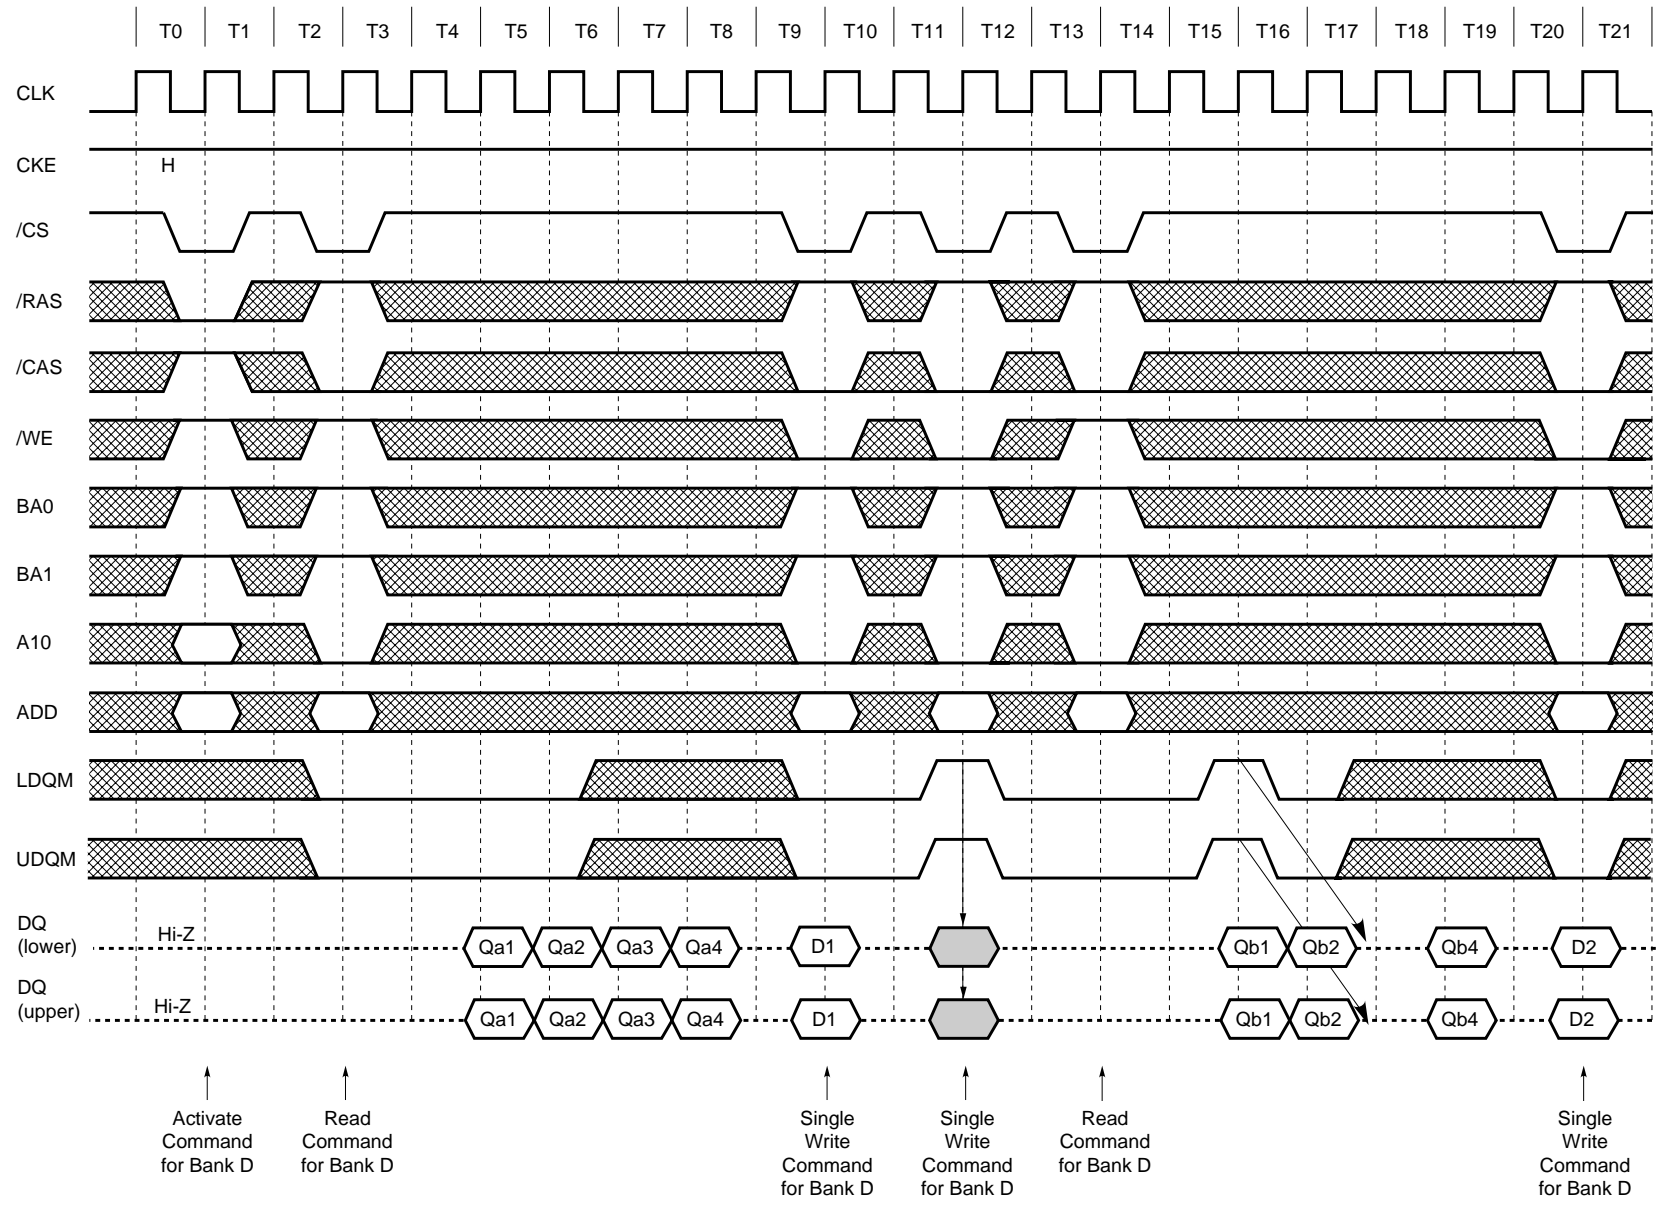 T0 T1 T2 T3 T4 T5 T6 T7 T8 T9 T10 T11 T12 T13 T14 T15 T16 T17 T18 T19 T20 T21
CLK
CKE H
/CS
/RAS
/CAS
/WE
BA0
BA1
A10
ADD
LDQM
UDQM
DQ
(lower) Hi-Z Qa1 Qa2 Qa3 Qa4 D1 Qb1 Qb2 Qb4 D2
DQ
(upper) Hi-Z Qa1 Qa2 Qa3 Qa4 D1 Qb1 Qb2 Qb4 D2
Activate
Command
for Bank D
Read
Command
for Bank D
Single
Write
Command
for Bank D
Single
Write
Command
for Bank D
Read
Command
for Bank D
Single
Write
Command
for Bank D